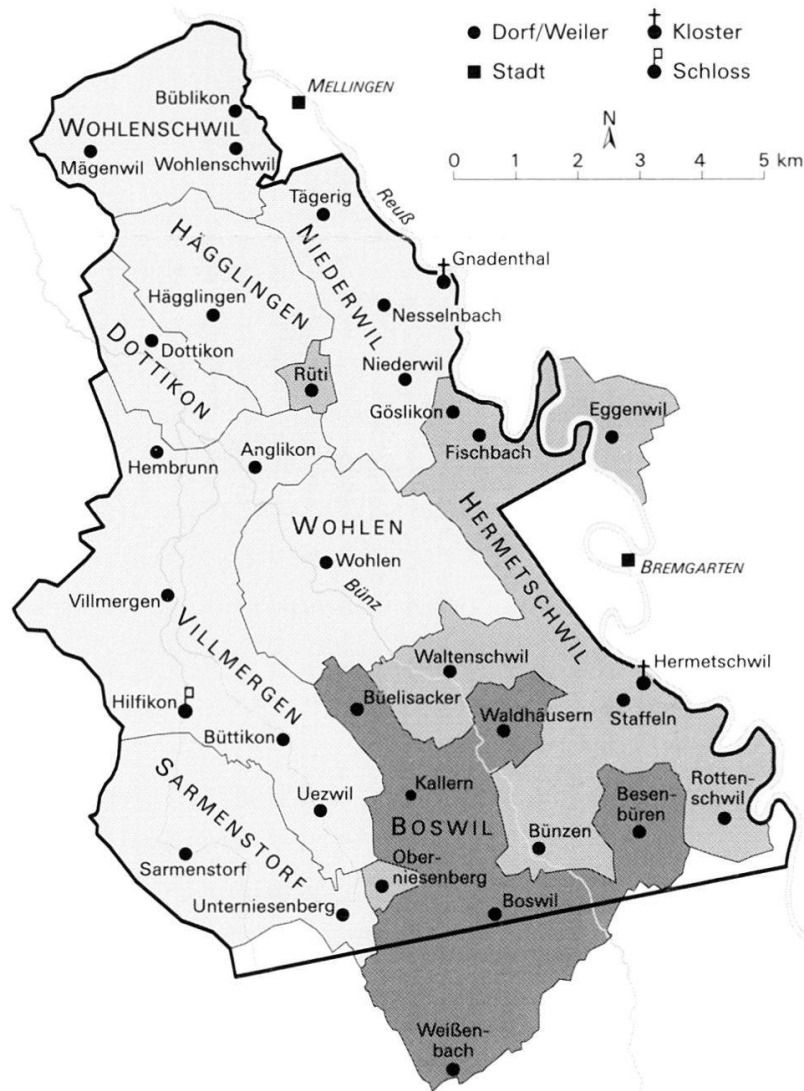 Dorf/Weiler
Kloster
Stadt
Schloss
MELLINGEN
Büblikon
WOHLENSCHWIL
Mägenwil
Wohlenschwil
N
0 1 2 3 4 5 km
Tägerig
Reuß
HÄGGLINGEN
NIEDERWIL
Gnadenthal
Hägglingen
Nesselnbach
DOTTIKON
Dottikon
Rüti
Niederwil
Göslikon
Eggenwil
Fischbach
Hembrunn
Anglikon
HERMETSCHWIL
WOHLEN
Wohlen
BREMGARTEN
Bünz
Villmergen
VILLMERGEN
Waltenschwil
Hermetschwil
Hilfikon
Büelisacker
Waldhäusern
Staffeln
Büttikon
SARMENSTORF
Uezwil
Kallern
BOSWIL
Bünzen
Besen-
büren
Rotten-
schwil
Sarmenstorf
Ober-
niesenberg
Unterniesenberg
Boswil
Weißen-
bach